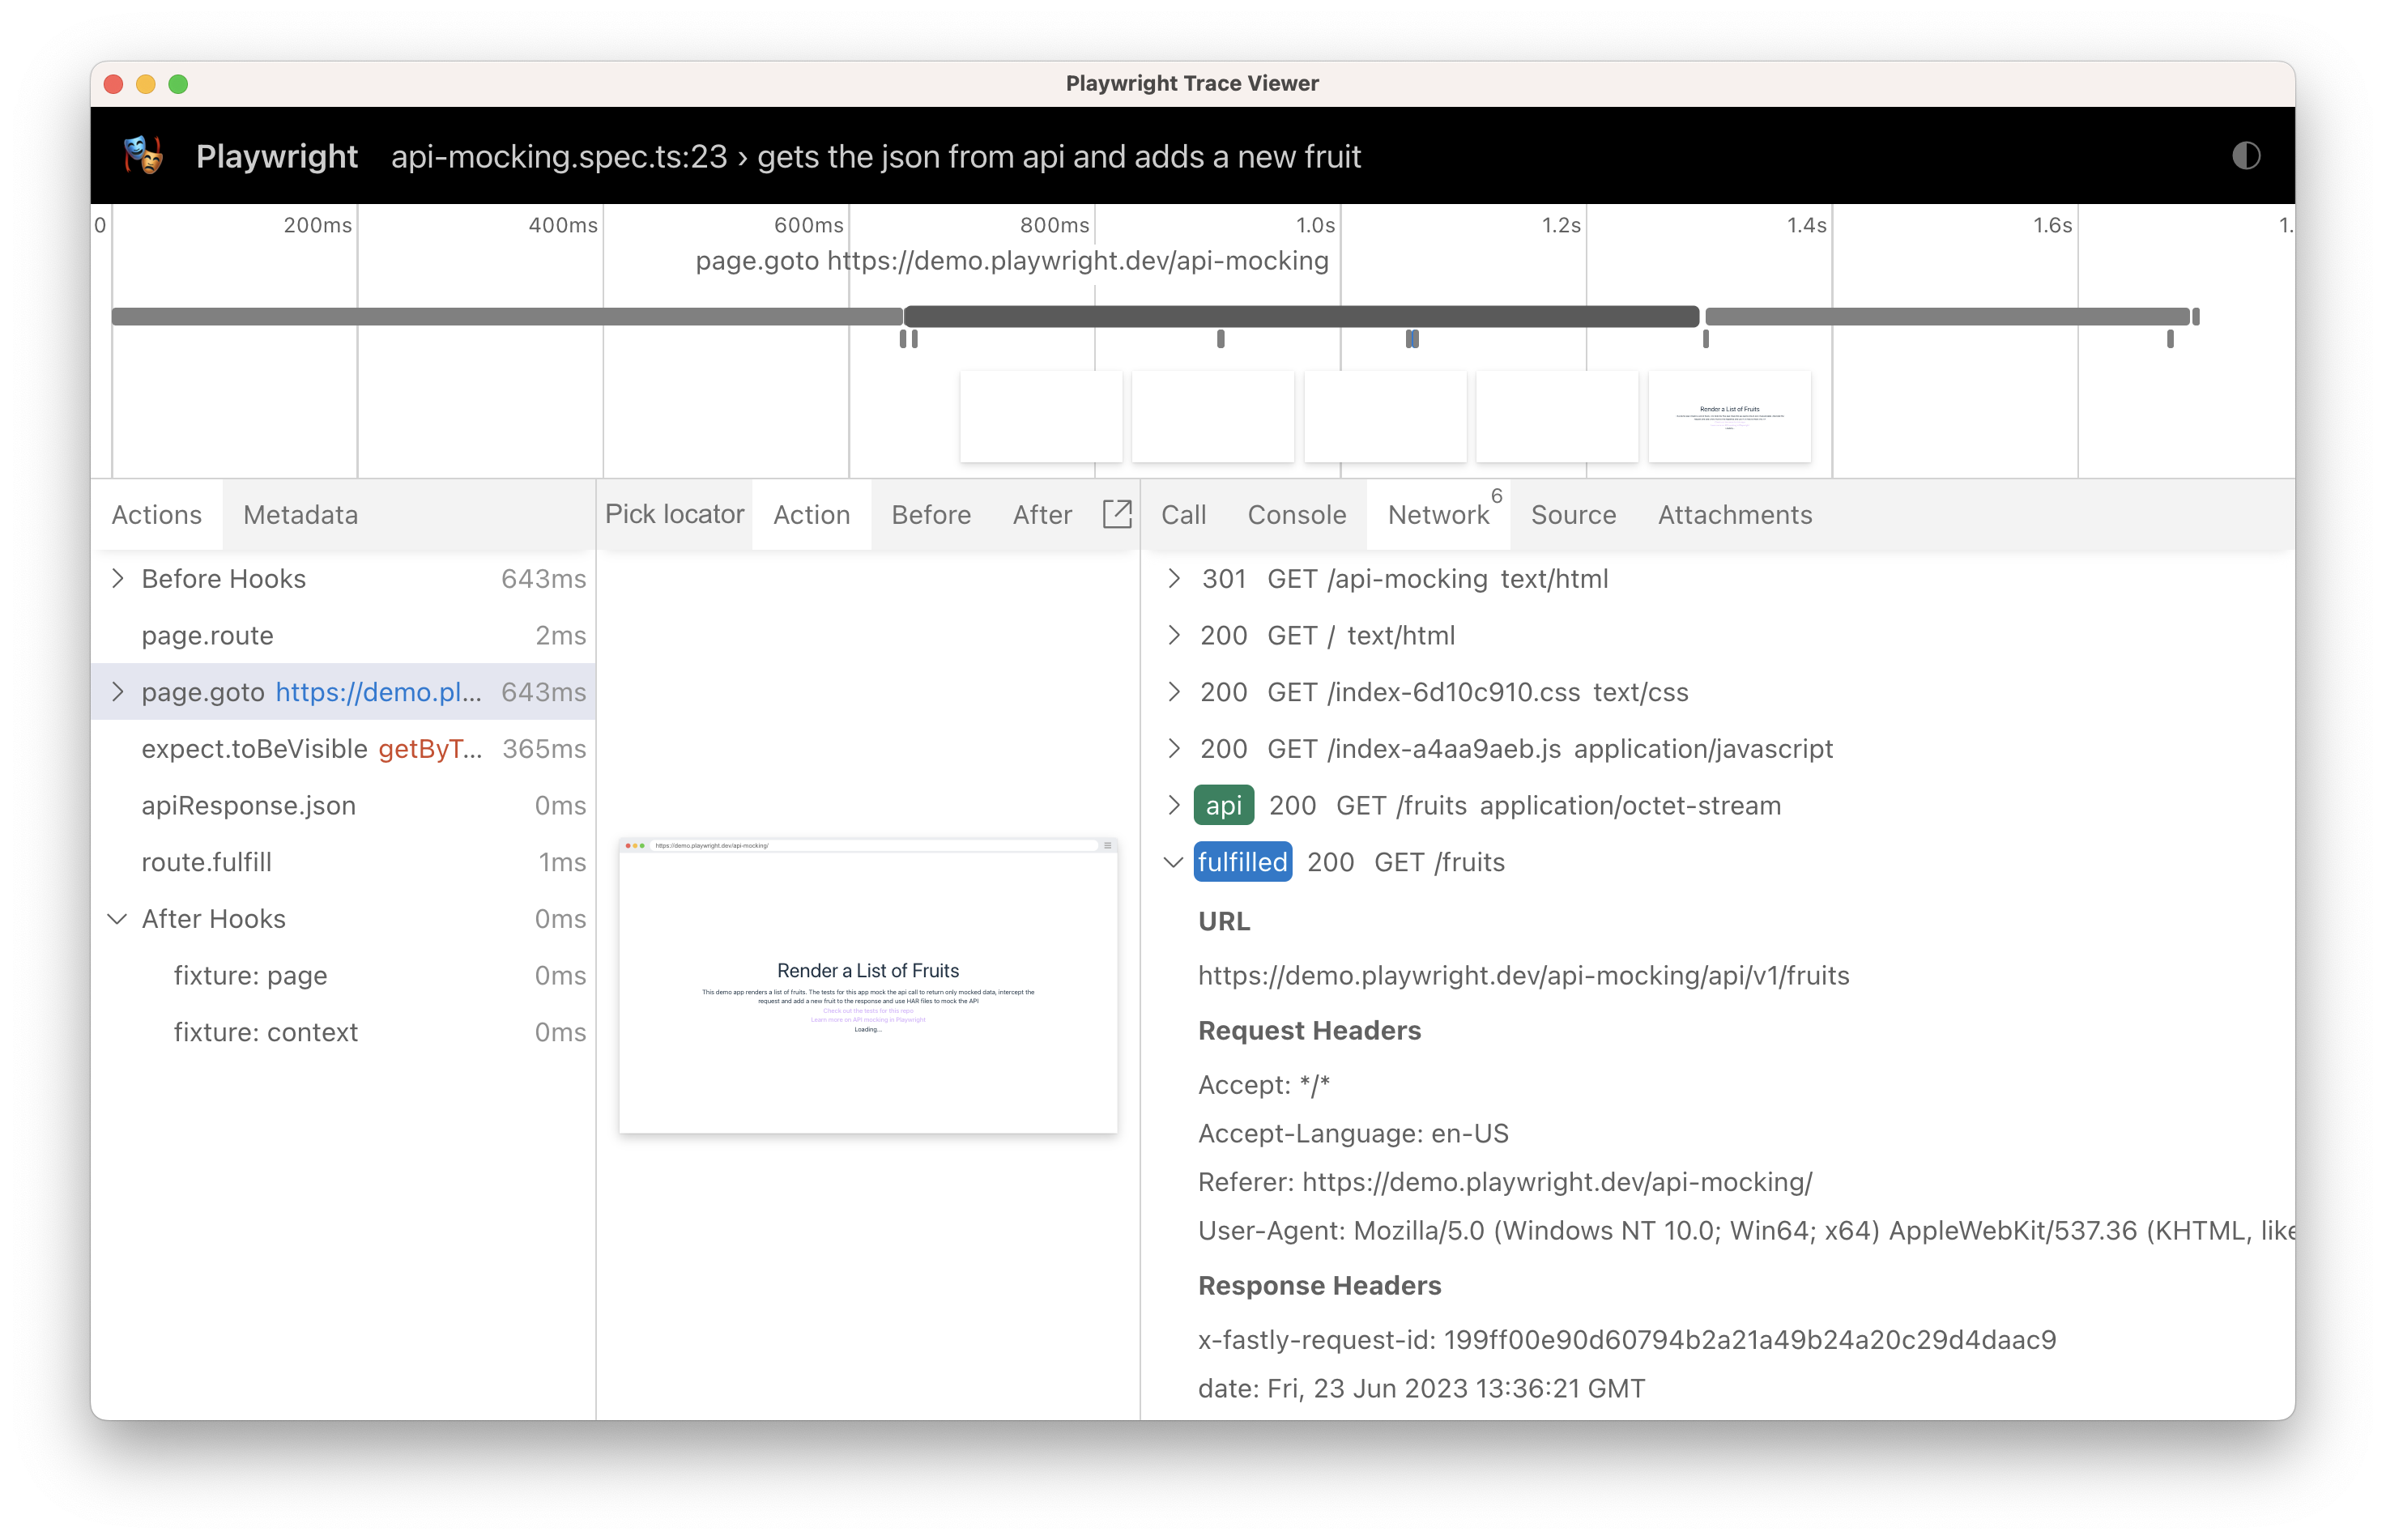 Playwright Trace Viewer
Playwright api-mocking.spec.ts:23 › gets the json from api and adds a new fruit
0 200ms 400ms 600ms 800ms 1.0s 1.2s 1.4s 1.6s 1.
page.goto https://demo.playwright.dev/api-mocking
Render a List of Fruits
Actions Metadata
Before Hooks 643ms
page.route 2ms
page.goto https://demo.pl... 643ms
expect.toBeVisible getByT... 365ms
apiResponse.json 0ms
route.fulfill 1ms
After Hooks 0ms
fixture: page 0ms
fixture: context 0ms
Pick locator Action Before After
https://demo.playwright.dev/api-mocking/
Render a List of Fruits
This demo app renders a list of fruits. The tests for this app mock the api call to return only mocked data, intercept the
request and add a new fruit to the response and use HAR files to mock the API
Check out the tests for this repo
Learn more on API mocking in Playwright
Loading...
Call Console Network 6 Source Attachments
301 GET /api-mocking text/html
200 GET / text/html
200 GET /index-6d10c910.css text/css
200 GET /index-a4aa9aeb.js application/javascript
api 200 GET /fruits application/octet-stream
fulfilled 200 GET /fruits
URL
https://demo.playwright.dev/api-mocking/api/v1/fruits
Request Headers
Accept: */*
Accept-Language: en-US
Referer: https://demo.playwright.dev/api-mocking/
User-Agent: Mozilla/5.0 (Windows NT 10.0; Win64; x64) AppleWebKit/537.36 (KHTML, like
Response Headers
x-fastly-request-id: 199ff00e90d60794b2a21a49b24a20c29d4daac9
date: Fri, 23 Jun 2023 13:36:21 GMT